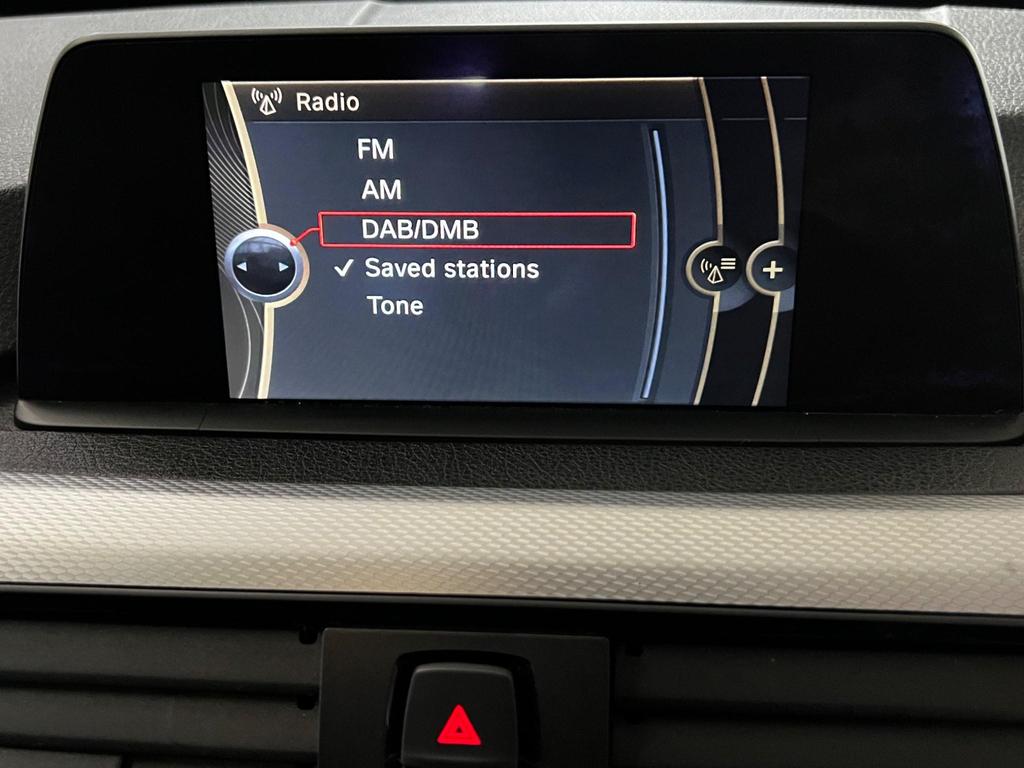 Radio
FM
AM
DAB/DMB
✓ Saved stations
Tone